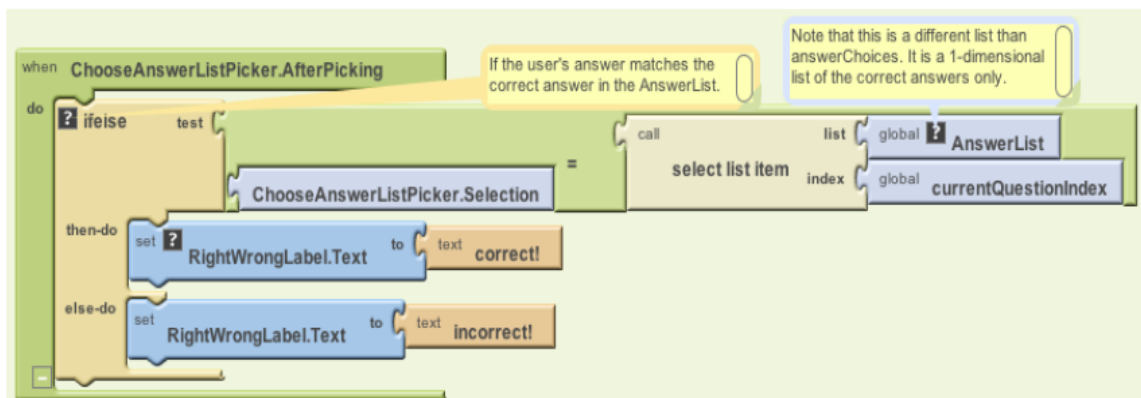 when ChooseAnswerListPicker.AfterPicking
If the user's answer matches the
correct answer in the AnswerList.
Note that this is a different list than
answerChoices. It is a 1-dimensional
list of the correct answers only.
do ? ifelse test
call select list item
list global ? AnswerList
index global currentQuestionIndex
ChooseAnswerListPicker.Selection =
then-do set ? RightWrongLabel.Text to text correct!
else-do set RightWrongLabel.Text to text incorrect!